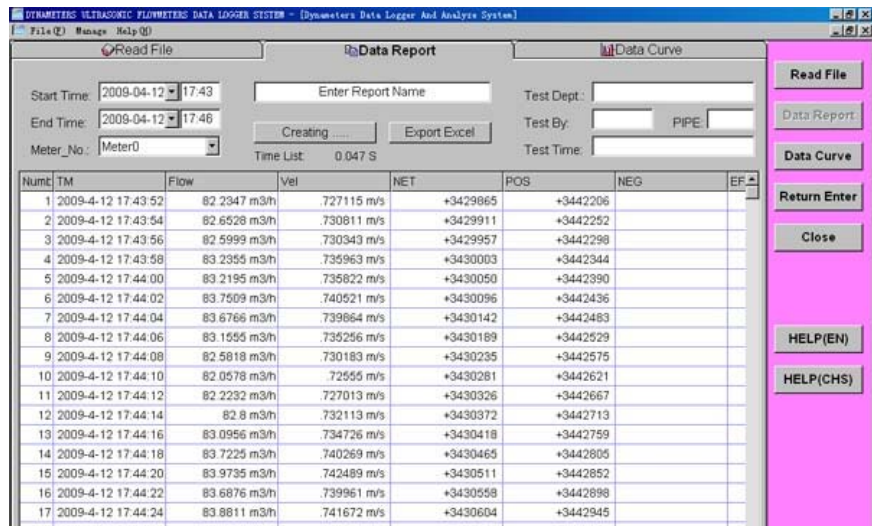 DYNAMETERS ULTRASONIC FLOWMETERS DATA LOGGER SYSTEM - [Dynameters Data Logger And Analyze System]
File(F) Manage Help(H)
Read File Data Report Data Curve
Start Time: 2009-04-12 17:43 Enter Report Name Test Dept.:
End Time: 2009-04-12 17:46 Creating ..... Export Excel Test By: PIPE:
Meter_No.: Meter0 Time List: 0.047 S Test Time:
Numb TM Flow Vel NET POS NEG EF
1 2009-4-12 17:43:52 82.2347 m3/h .727115 m/s +3429865 +3442206
2 2009-4-12 17:43:54 82.6528 m3/h .730811 m/s +3429911 +3442252
3 2009-4-12 17:43:56 82.5999 m3/h .730343 m/s +3429957 +3442298
4 2009-4-12 17:43:58 83.2355 m3/h .735963 m/s +3430003 +3442344
5 2009-4-12 17:44:00 83.2195 m3/h .735822 m/s +3430050 +3442390
6 2009-4-12 17:44:02 83.7509 m3/h .740521 m/s +3430096 +3442436
7 2009-4-12 17:44:04 83.6766 m3/h .739864 m/s +3430142 +3442483
8 2009-4-12 17:44:06 83.1555 m3/h .735256 m/s +3430189 +3442529
9 2009-4-12 17:44:08 82.5818 m3/h .730183 m/s +3430235 +3442575
10 2009-4-12 17:44:10 82.0578 m3/h .72555 m/s +3430281 +3442621
11 2009-4-12 17:44:12 82.2232 m3/h .727013 m/s +3430326 +3442667
12 2009-4-12 17:44:14 82.8 m3/h .732113 m/s +3430372 +3442713
13 2009-4-12 17:44:16 83.0956 m3/h .734726 m/s +3430418 +3442759
14 2009-4-12 17:44:18 83.7225 m3/h .740269 m/s +3430465 +3442805
15 2009-4-12 17:44:20 83.9735 m3/h .742489 m/s +3430511 +3442852
16 2009-4-12 17:44:22 83.6876 m3/h .739961 m/s +3430558 +3442898
17 2009-4-12 17:44:24 83.8811 m3/h .741672 m/s +3430604 +3442945
Read File
Data Report
Data Curve
Return Enter
Close
HELP(EN)
HELP(CHS)